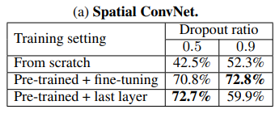 (a) Spatial ConvNet.
Training setting Dropout ratio
0.5 0.9
From scratch 42.5% 52.3%
Pre-trained + fine-tuning 70.8% 72.8%
Pre-trained + last layer 72.7% 59.9%